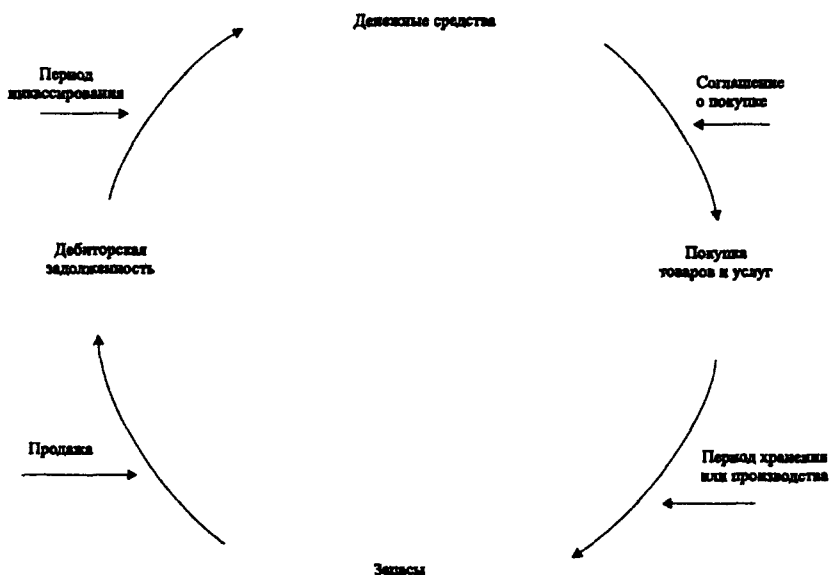 Денежные средства
Период
инкассирования
Соглашение
о покупке
Дебиторская
задолженность
Покупка
товаров и услуг
Продажа
Период хранения
или производства
Запасы